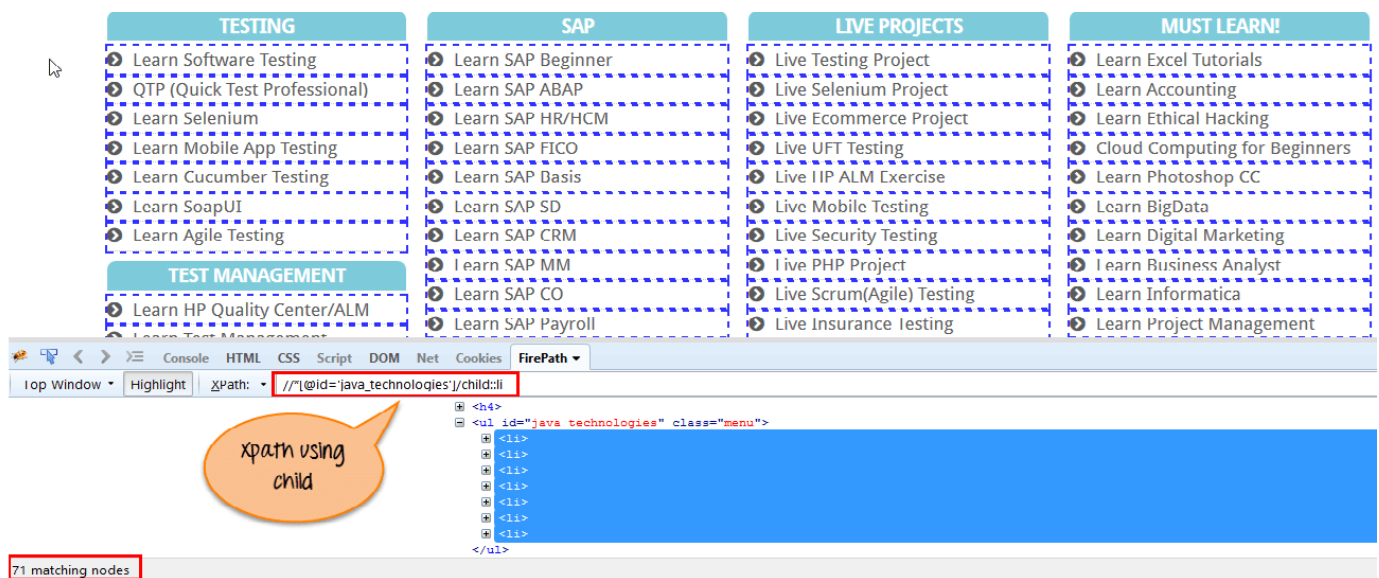 TESTING
Learn Software Testing
QTP (Quick Test Professional)
Learn Selenium
Learn Mobile App Testing
Learn Cucumber Testing
Learn SoapUI
Learn Agile Testing
TEST MANAGEMENT
Learn HP Quality Center/ALM
Learn Test Management
SAP
Learn SAP Beginner
Learn SAP ABAP
Learn SAP HR/HCM
Learn SAP FICO
Learn SAP Basis
Learn SAP SD
Learn SAP CRM
Learn SAP MM
Learn SAP CO
Learn SAP Payroll
LIVE PROJECTS
Live Testing Project
Live Selenium Project
Live Ecommerce Project
Live UFT Testing
Live HP ALM Exercise
Live Mobile Testing
Live Security Testing
Live PHP Project
Live Scrum(Agile) Testing
Live Insurance Testing
MUST LEARN!
Learn Excel Tutorials
Learn Accounting
Learn Ethical Hacking
Cloud Computing for Beginners
Learn Photoshop CC
Learn BigData
Learn Digital Marketing
Learn Business Analyst
Learn Informatica
Learn Project Management
Console HTML CSS Script DOM Net Cookies FirePath
Top Window Highlight XPath: //*[@id='java_technologies']/child::li
<h4>
<ul id="java_technologies" class="menu">
<li>
<li>
<li>
<li>
<li>
<li>
<li>
</ul>
Xpath using
child
71 matching nodes